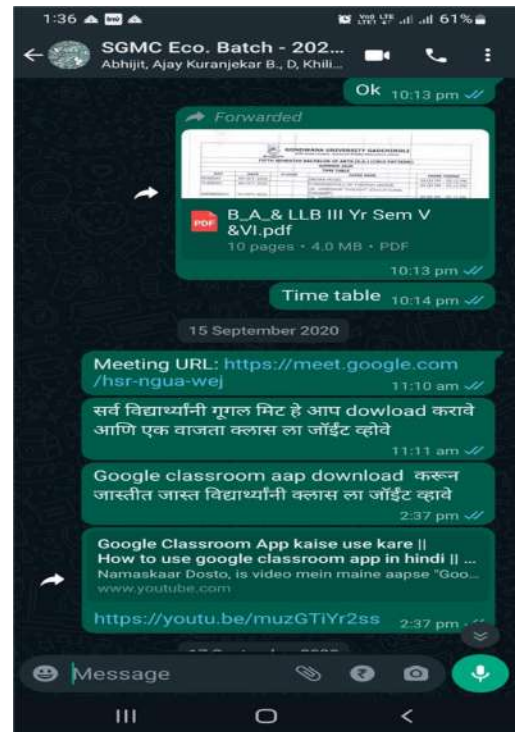 1:36
61%
SGMC Eco. Batch - 202...
Abhijit, Ajay Kuranjekar B., D, Khili...
Ok 10:13 pm
Forwarded
GONDWANA UNIVERSITY GADCHIROLI
TIME TABLE
B_A_& LLB III Yr Sem V
&VI.pdf
10 pages • 4.0 MB • PDF
10:13 pm
Time table 10:14 pm
15 September 2020
Meeting URL: https://meet.google.com
/hsr-ngua-wej
11:10 am
सर्व विद्यार्थ्यांनी गूगल मिट हे आप dowload करावे
आणि एक वाजता क्लास ला जॉईंट व्होवे
11:11 am
Google classroom aap download करून
जास्तीत जास्त विद्यार्थ्यांनी क्लास ला जॉईंट व्हावे
2:37 pm
Google Classroom App kaise use kare ||
How to use google classroom app in hindi || ...
Namaskaar Dosto, is video mein maine aapse "Goo...
www.youtube.com
https://youtu.be/muzGTiYr2ss 2:37 pm
Message